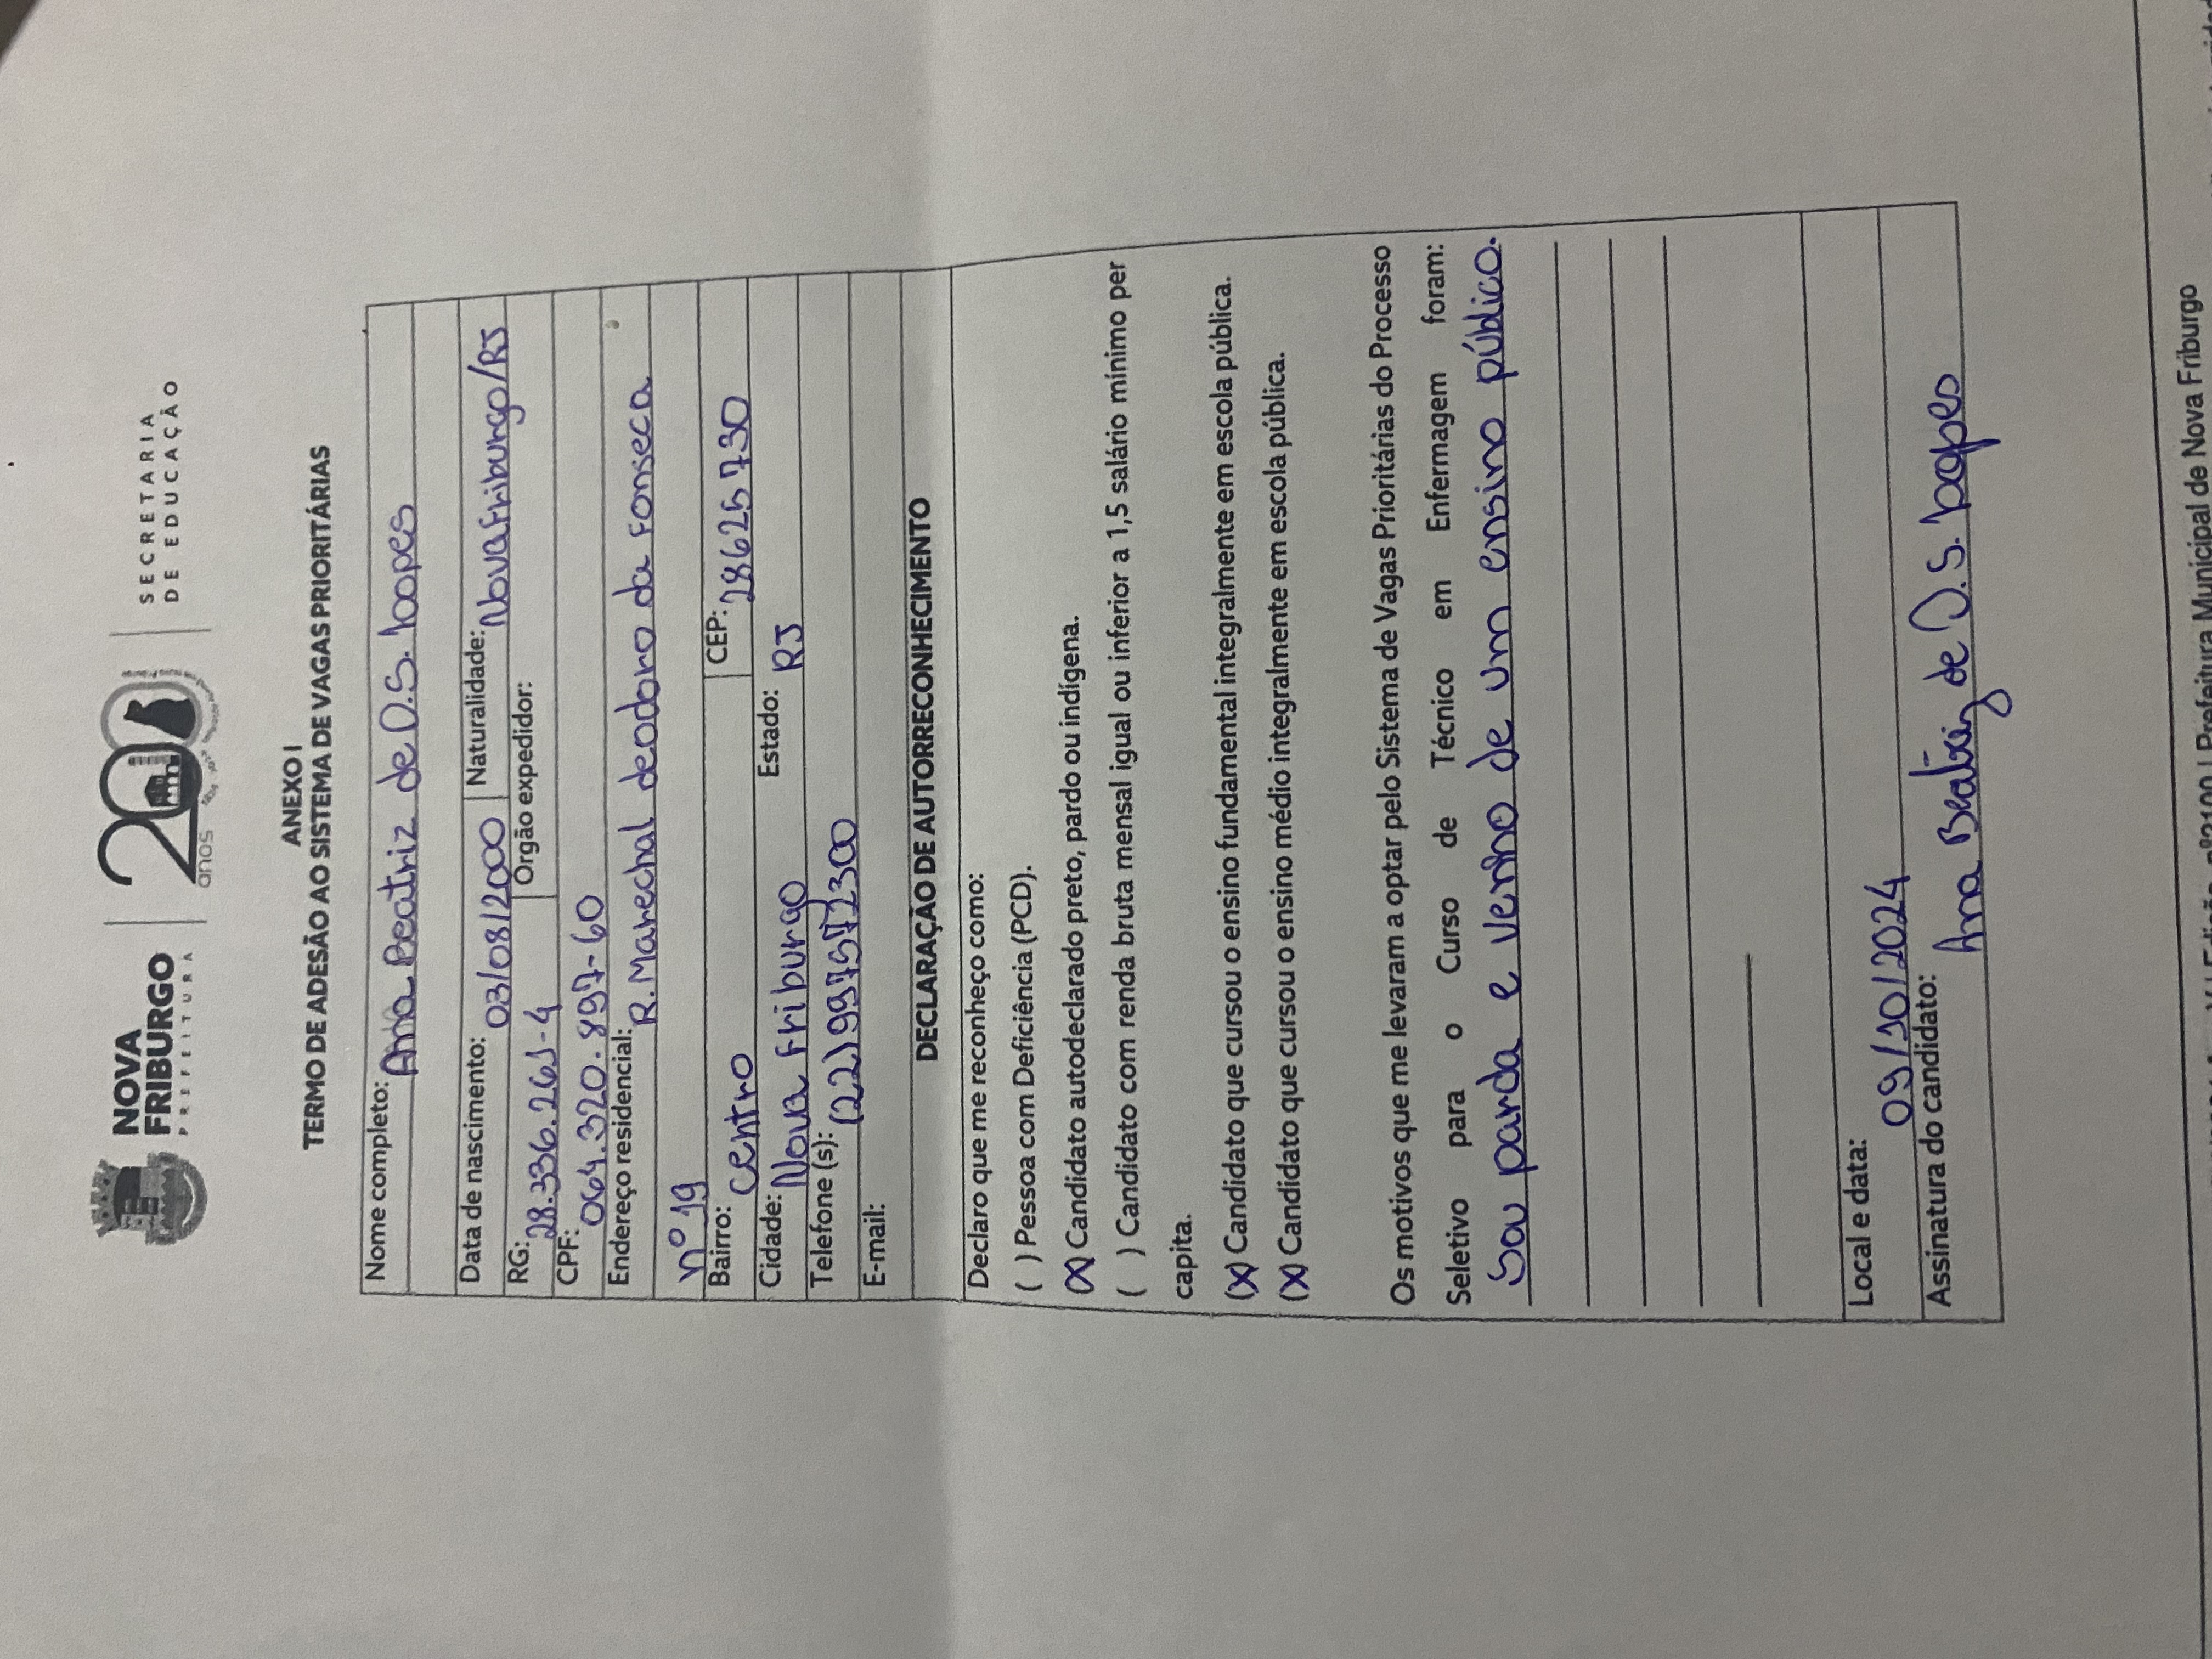 NOVA
FRIBURGO
PREFEITURA
200
anos
SECRETARIA
DE EDUCAÇÃO
ANEXO I
TERMO DE ADESÃO AO SISTEMA DE VAGAS PRIORITÁRIAS
Nome completo: Ana Beatriz de O.S. Loopes
Data de nascimento: 03/08/2000 Naturalidade: Nova Friburgo/RJ
RG: 28.336.261-4 Órgão expedidor:
CPF: 064.320.897-60
Endereço residencial: R. Marechal deodoro da Fonseca
nº 19
Bairro: Centro CEP: 28625730
Cidade: Nova Friburgo Estado: RJ
Telefone (s): (22) 997572300
E-mail:
DECLARAÇÃO DE AUTORRECONHECIMENTO
Declaro que me reconheço como:
( ) Pessoa com Deficiência (PCD).
(X) Candidato autodeclarado preto, pardo ou indígena.
( ) Candidato com renda bruta mensal igual ou inferior a 1,5 salário mínimo per
capita.
(X) Candidato que cursou o ensino fundamental integralmente em escola pública.
(X) Candidato que cursou o ensino médio integralmente em escola pública.
Os motivos que me levaram a optar pelo Sistema de Vagas Prioritárias do Processo
Seletivo para o Curso de Técnico em Enfermagem foram:
Sou parda e venho de um ensino público.
Local e data: 09/10/2024
Assinatura do candidato: Ana Beatriz de O. S. Loopes
Edição nº2100 | Prefeitura Municipal de Nova Friburgo